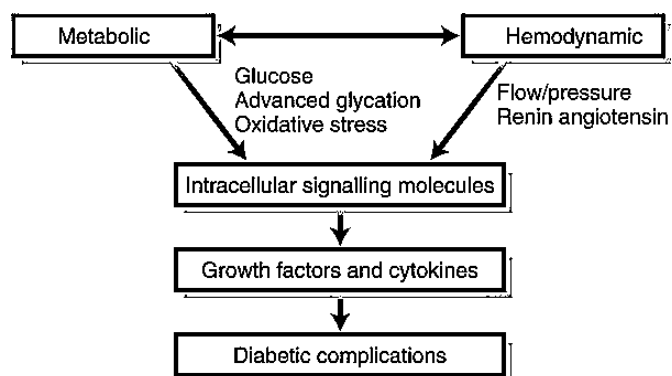 Metabolic
Hemodynamic
Glucose
Advanced glycation
Oxidative stress
Flow/pressure
Renin angiotensin
Intracellular signalling molecules
Growth factors and cytokines
Diabetic complications